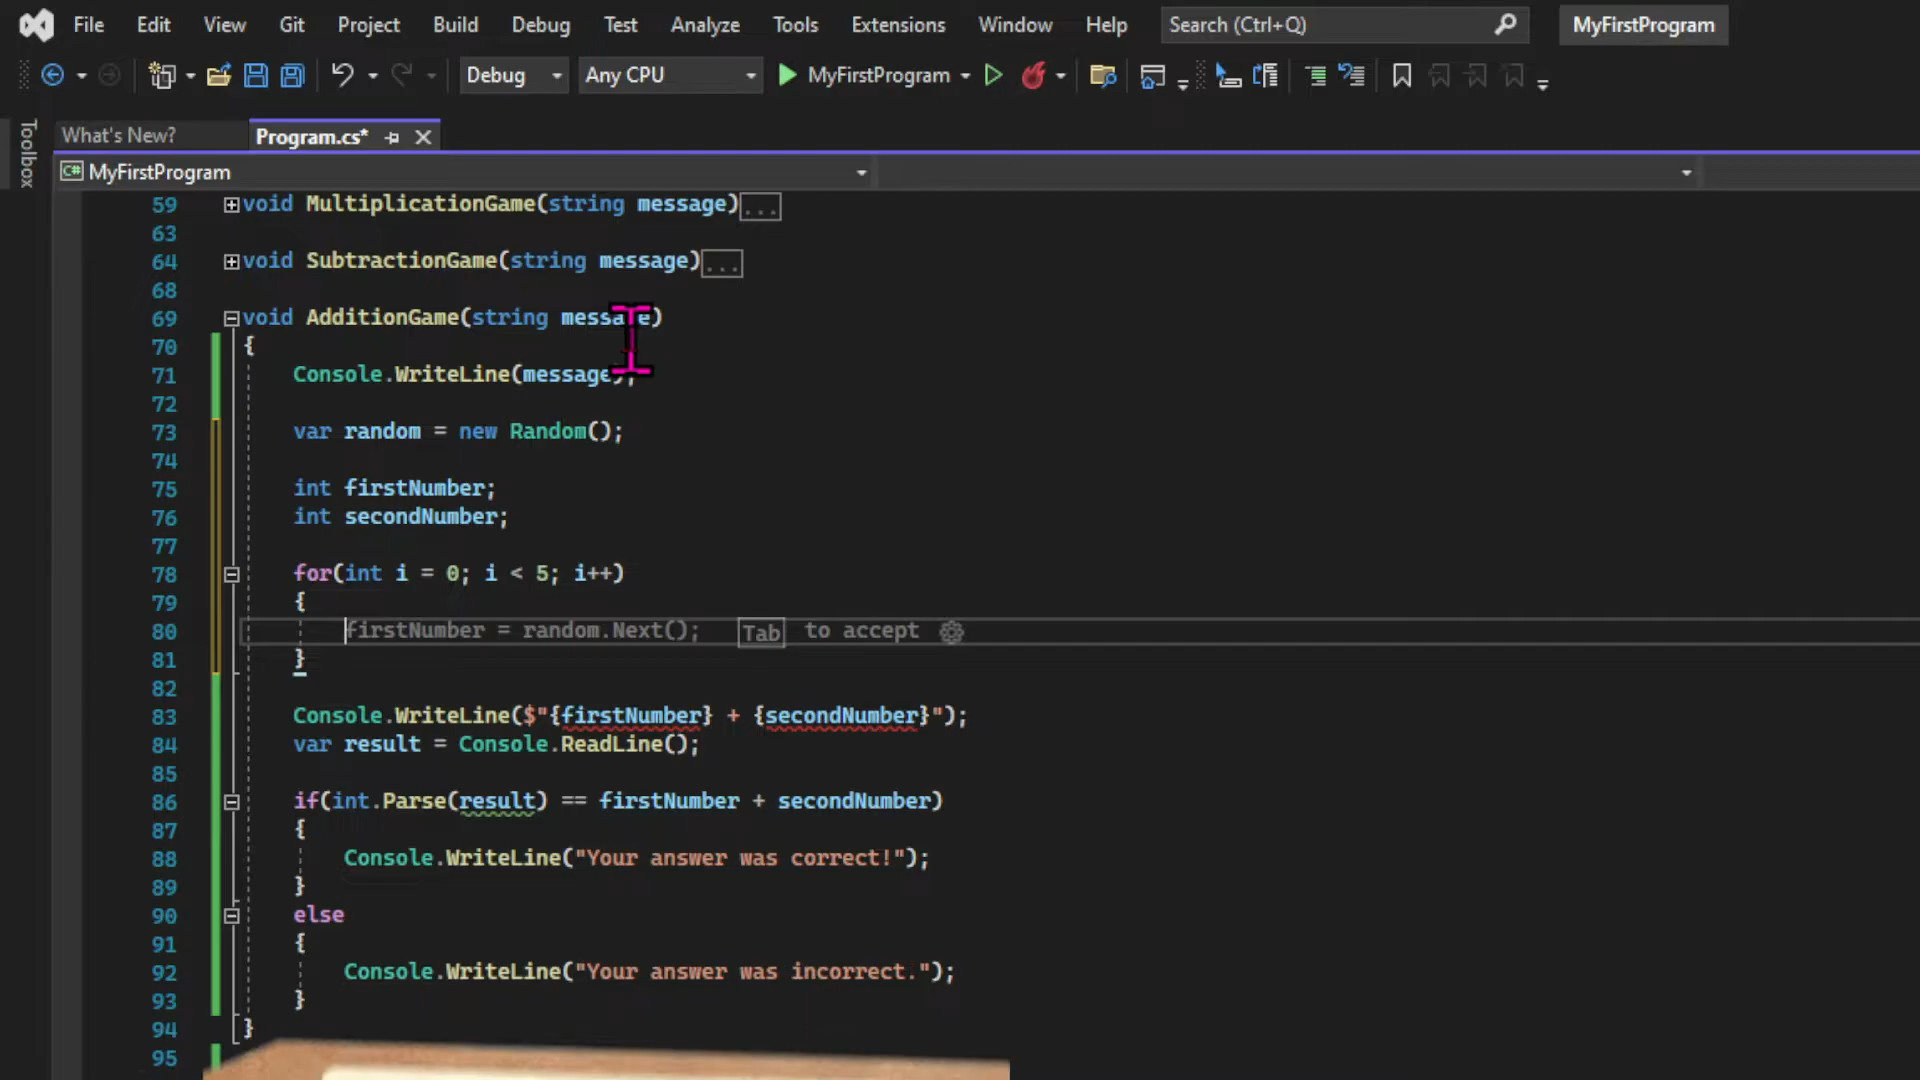 File Edit View Git Project Build Debug Test Analyze Tools Extensions Window Help Search (Ctrl+Q) MyFirstProgram
Debug Any CPU MyFirstProgram
Toolbox
What's New? Program.cs*
C# MyFirstProgram
59 void MultiplicationGame(string message)...
63
64 void SubtractionGame(string message)...
68
69 void AdditionGame(string message)
70 {
71 Console.WriteLine(message);
72
73 var random = new Random();
74
75 int firstNumber;
76 int secondNumber;
77
78 for(int i = 0; i < 5; i++)
79 {
80 firstNumber = random.Next(); Tab to accept
81 }
82
83 Console.WriteLine($"{firstNumber} + {secondNumber}");
84 var result = Console.ReadLine();
85
86 if(int.Parse(result) == firstNumber + secondNumber)
87 {
88 Console.WriteLine("Your answer was correct!");
89 }
90 else
91 {
92 Console.WriteLine("Your answer was incorrect.");
93 }
94 }
95